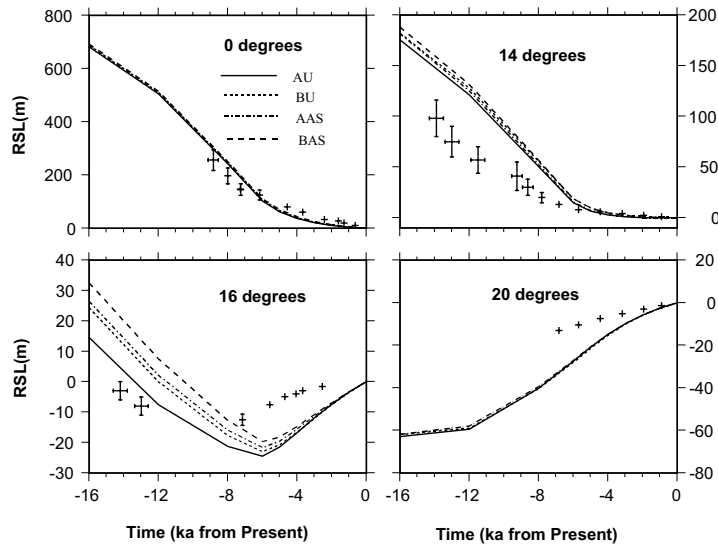 800
600
400
200
0
RSL(m)
0 degrees
AU
BU
AAS
BAS
200
150
100
50
0
RSL(m)
14 degrees
40
30
20
10
0
-10
-20
-30
RSL(m)
16 degrees
-16 -12 -8 -4 0
Time (ka from Present)
20
0
-20
-40
-60
-80
20 degrees
-16 -12 -8 -4 0
Time (ka from Present)